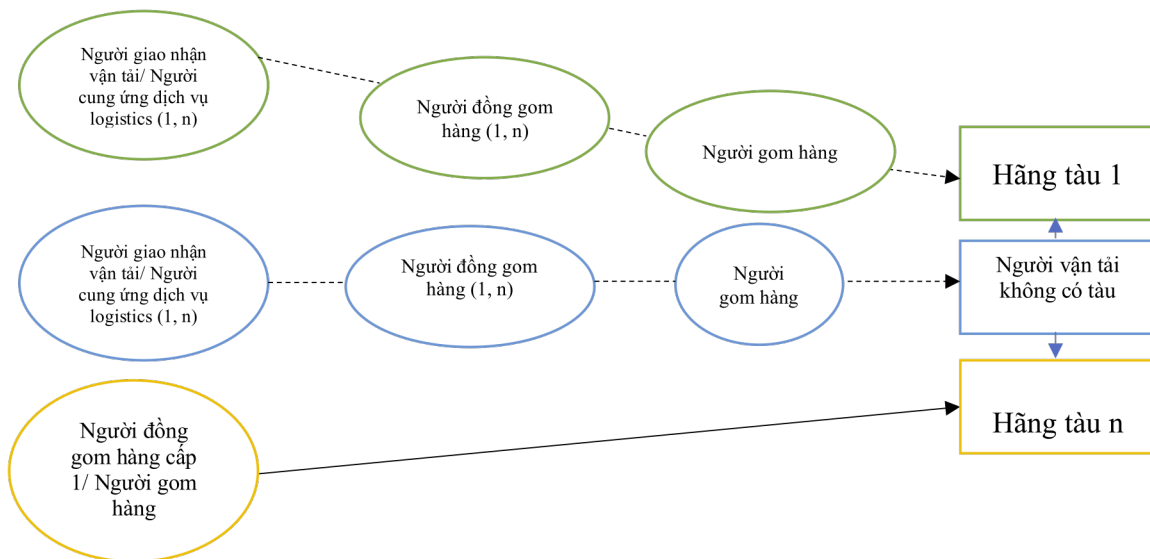 Người giao nhận
vận tải/ Người
cung ứng dịch vụ
logistics (1, n)
Người đồng gom
hàng (1, n)
Người gom hàng
Hãng tàu 1
Người giao nhận
vận tải/ Người
cung ứng dịch vụ
logistics (1, n)
Người đồng gom
hàng (1, n)
Người
gom hàng
Người vận tải
không có tàu
Người đồng
gom hàng cấp
1/ Người gom
hàng
Hãng tàu n